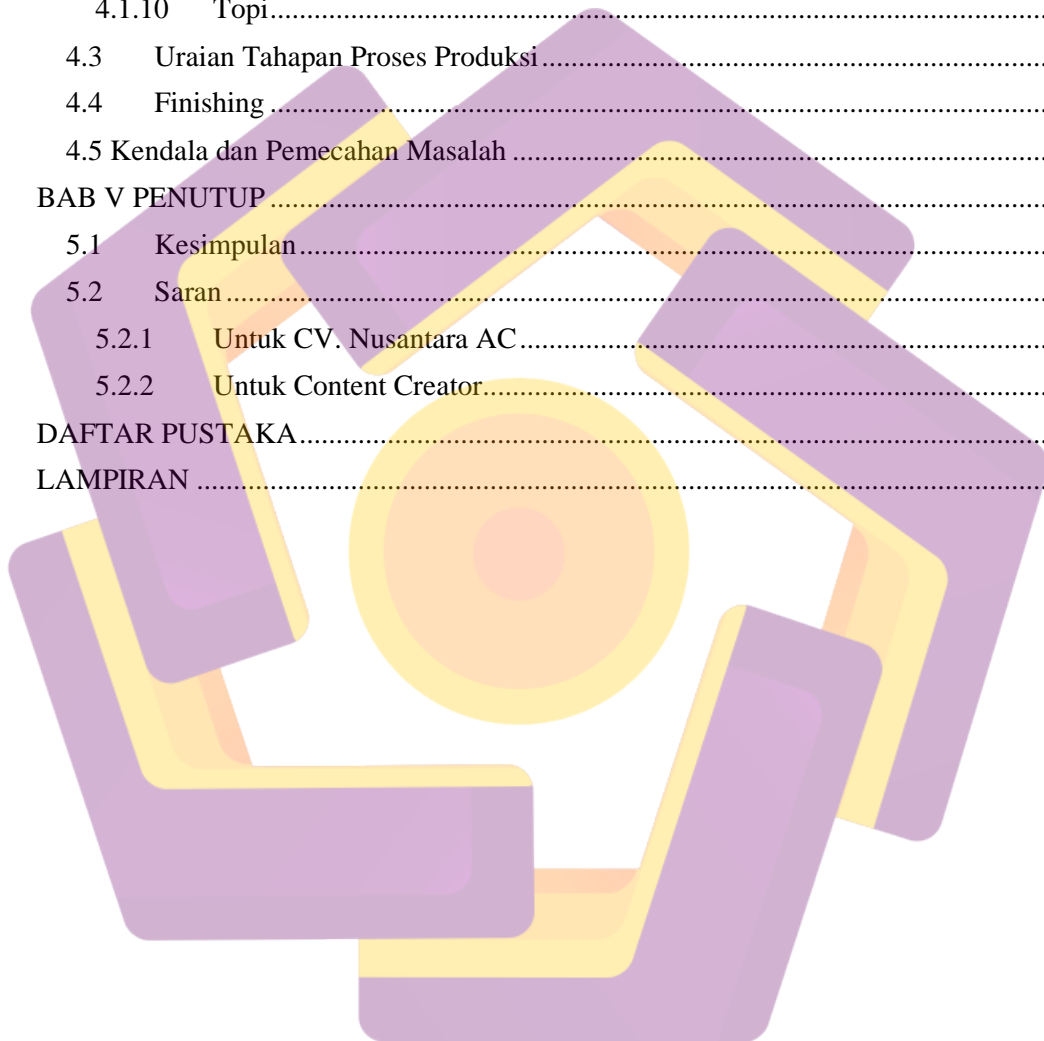 4.1.10 Topi
4.3 Uraian Tahapan Proses Produksi
4.4 Finishing
4.5 Kendala dan Pemecahan Masalah
BAB V PENUTUP
5.1 Kesimpulan
5.2 Saran
5.2.1 Untuk CV. Nusantara AC
5.2.2 Untuk Content Creator
DAFTAR PUSTAKA
LAMPIRAN